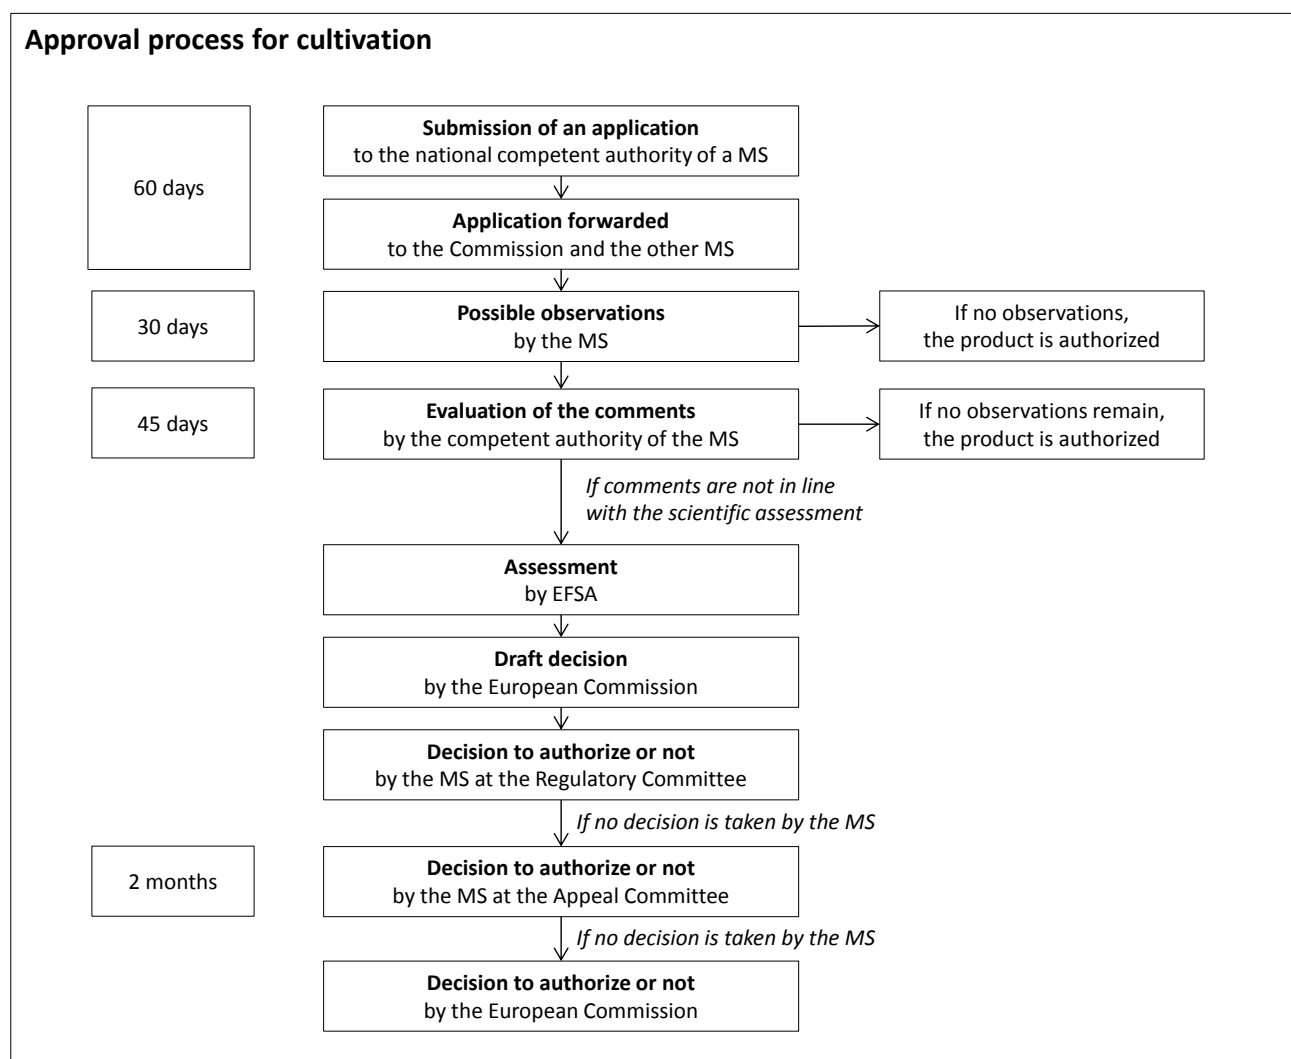 Approval process for cultivation
60 days
Submission of an application
to the national competent authority of a MS
Application forwarded
to the Commission and the other MS
30 days
Possible observations
by the MS
If no observations,
the product is authorized
45 days
Evaluation of the comments
by the competent authority of the MS
If no observations remain,
the product is authorized
If comments are not in line
with the scientific assessment
Assessment
by EFSA
Draft decision
by the European Commission
Decision to authorize or not
by the MS at the Regulatory Committee
If no decision is taken by the MS
2 months
Decision to authorize or not
by the MS at the Appeal Committee
If no decision is taken by the MS
Decision to authorize or not
by the European Commission